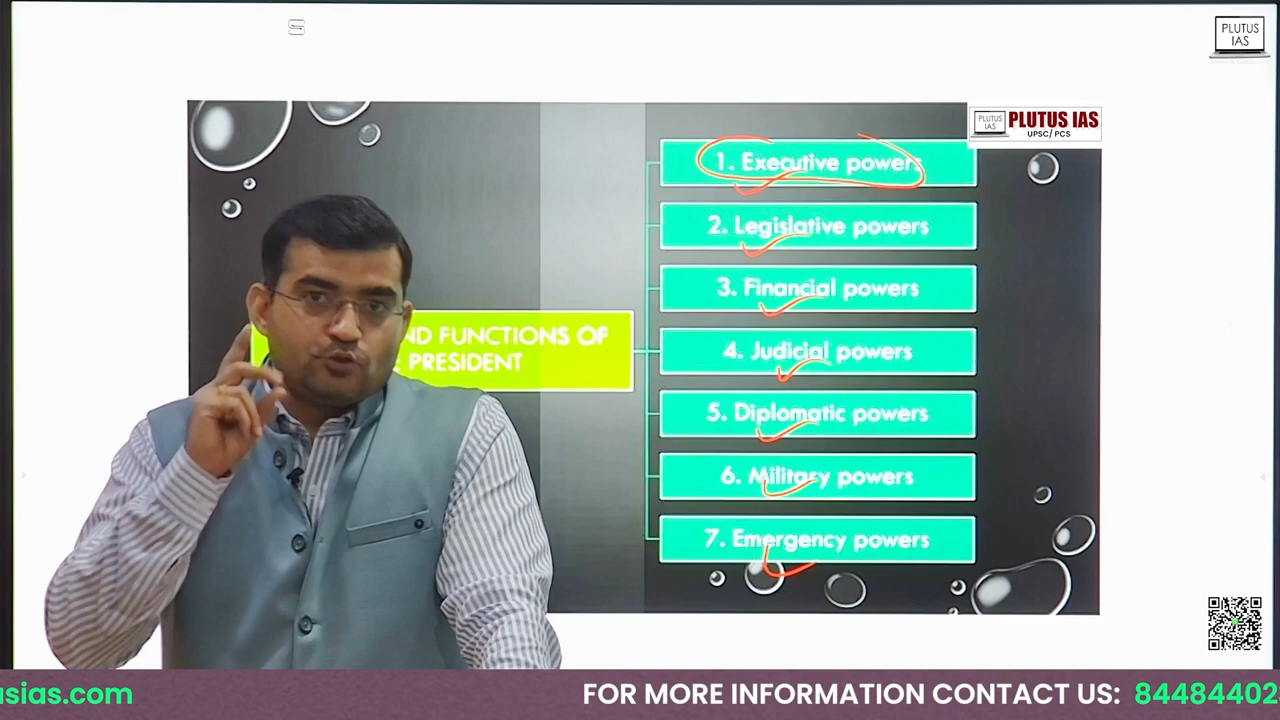 PLUTUS
IAS
PLUTUS
IAS
PLUTUS IAS
UPSC/ PCS
1. Executive powers
2. Legislative powers
3. Financial powers
4. Judicial powers
5. Diplomatic powers
6. Military powers
7. Emergency powers
ND FUNCTIONS OF
PRESIDENT
sias.com
FOR MORE INFORMATION CONTACT US: 84484402